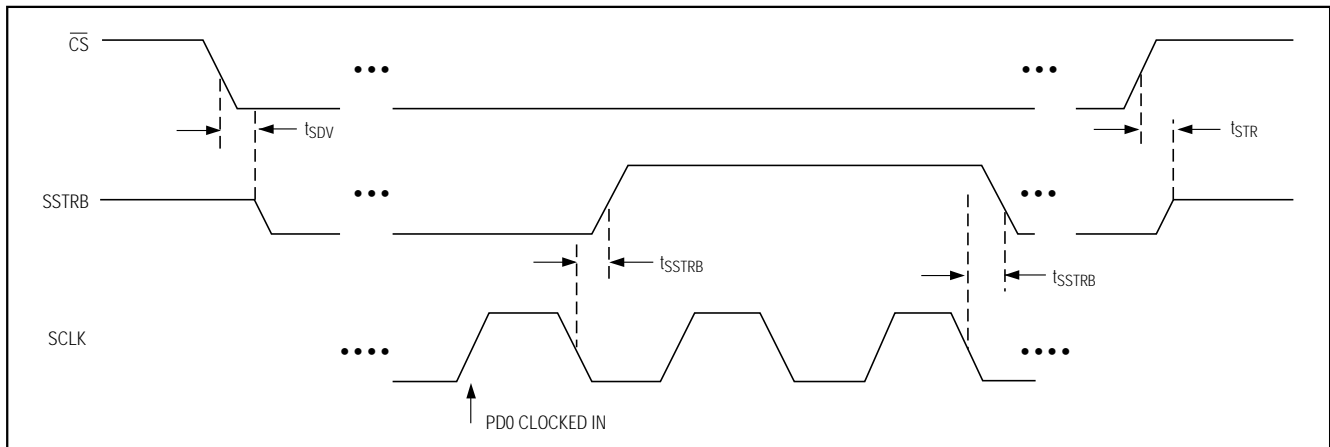 CS
tSDV
tSTR
SSTRB
tSSTRB
tSSTRB
SCLK
PD0 CLOCKED IN